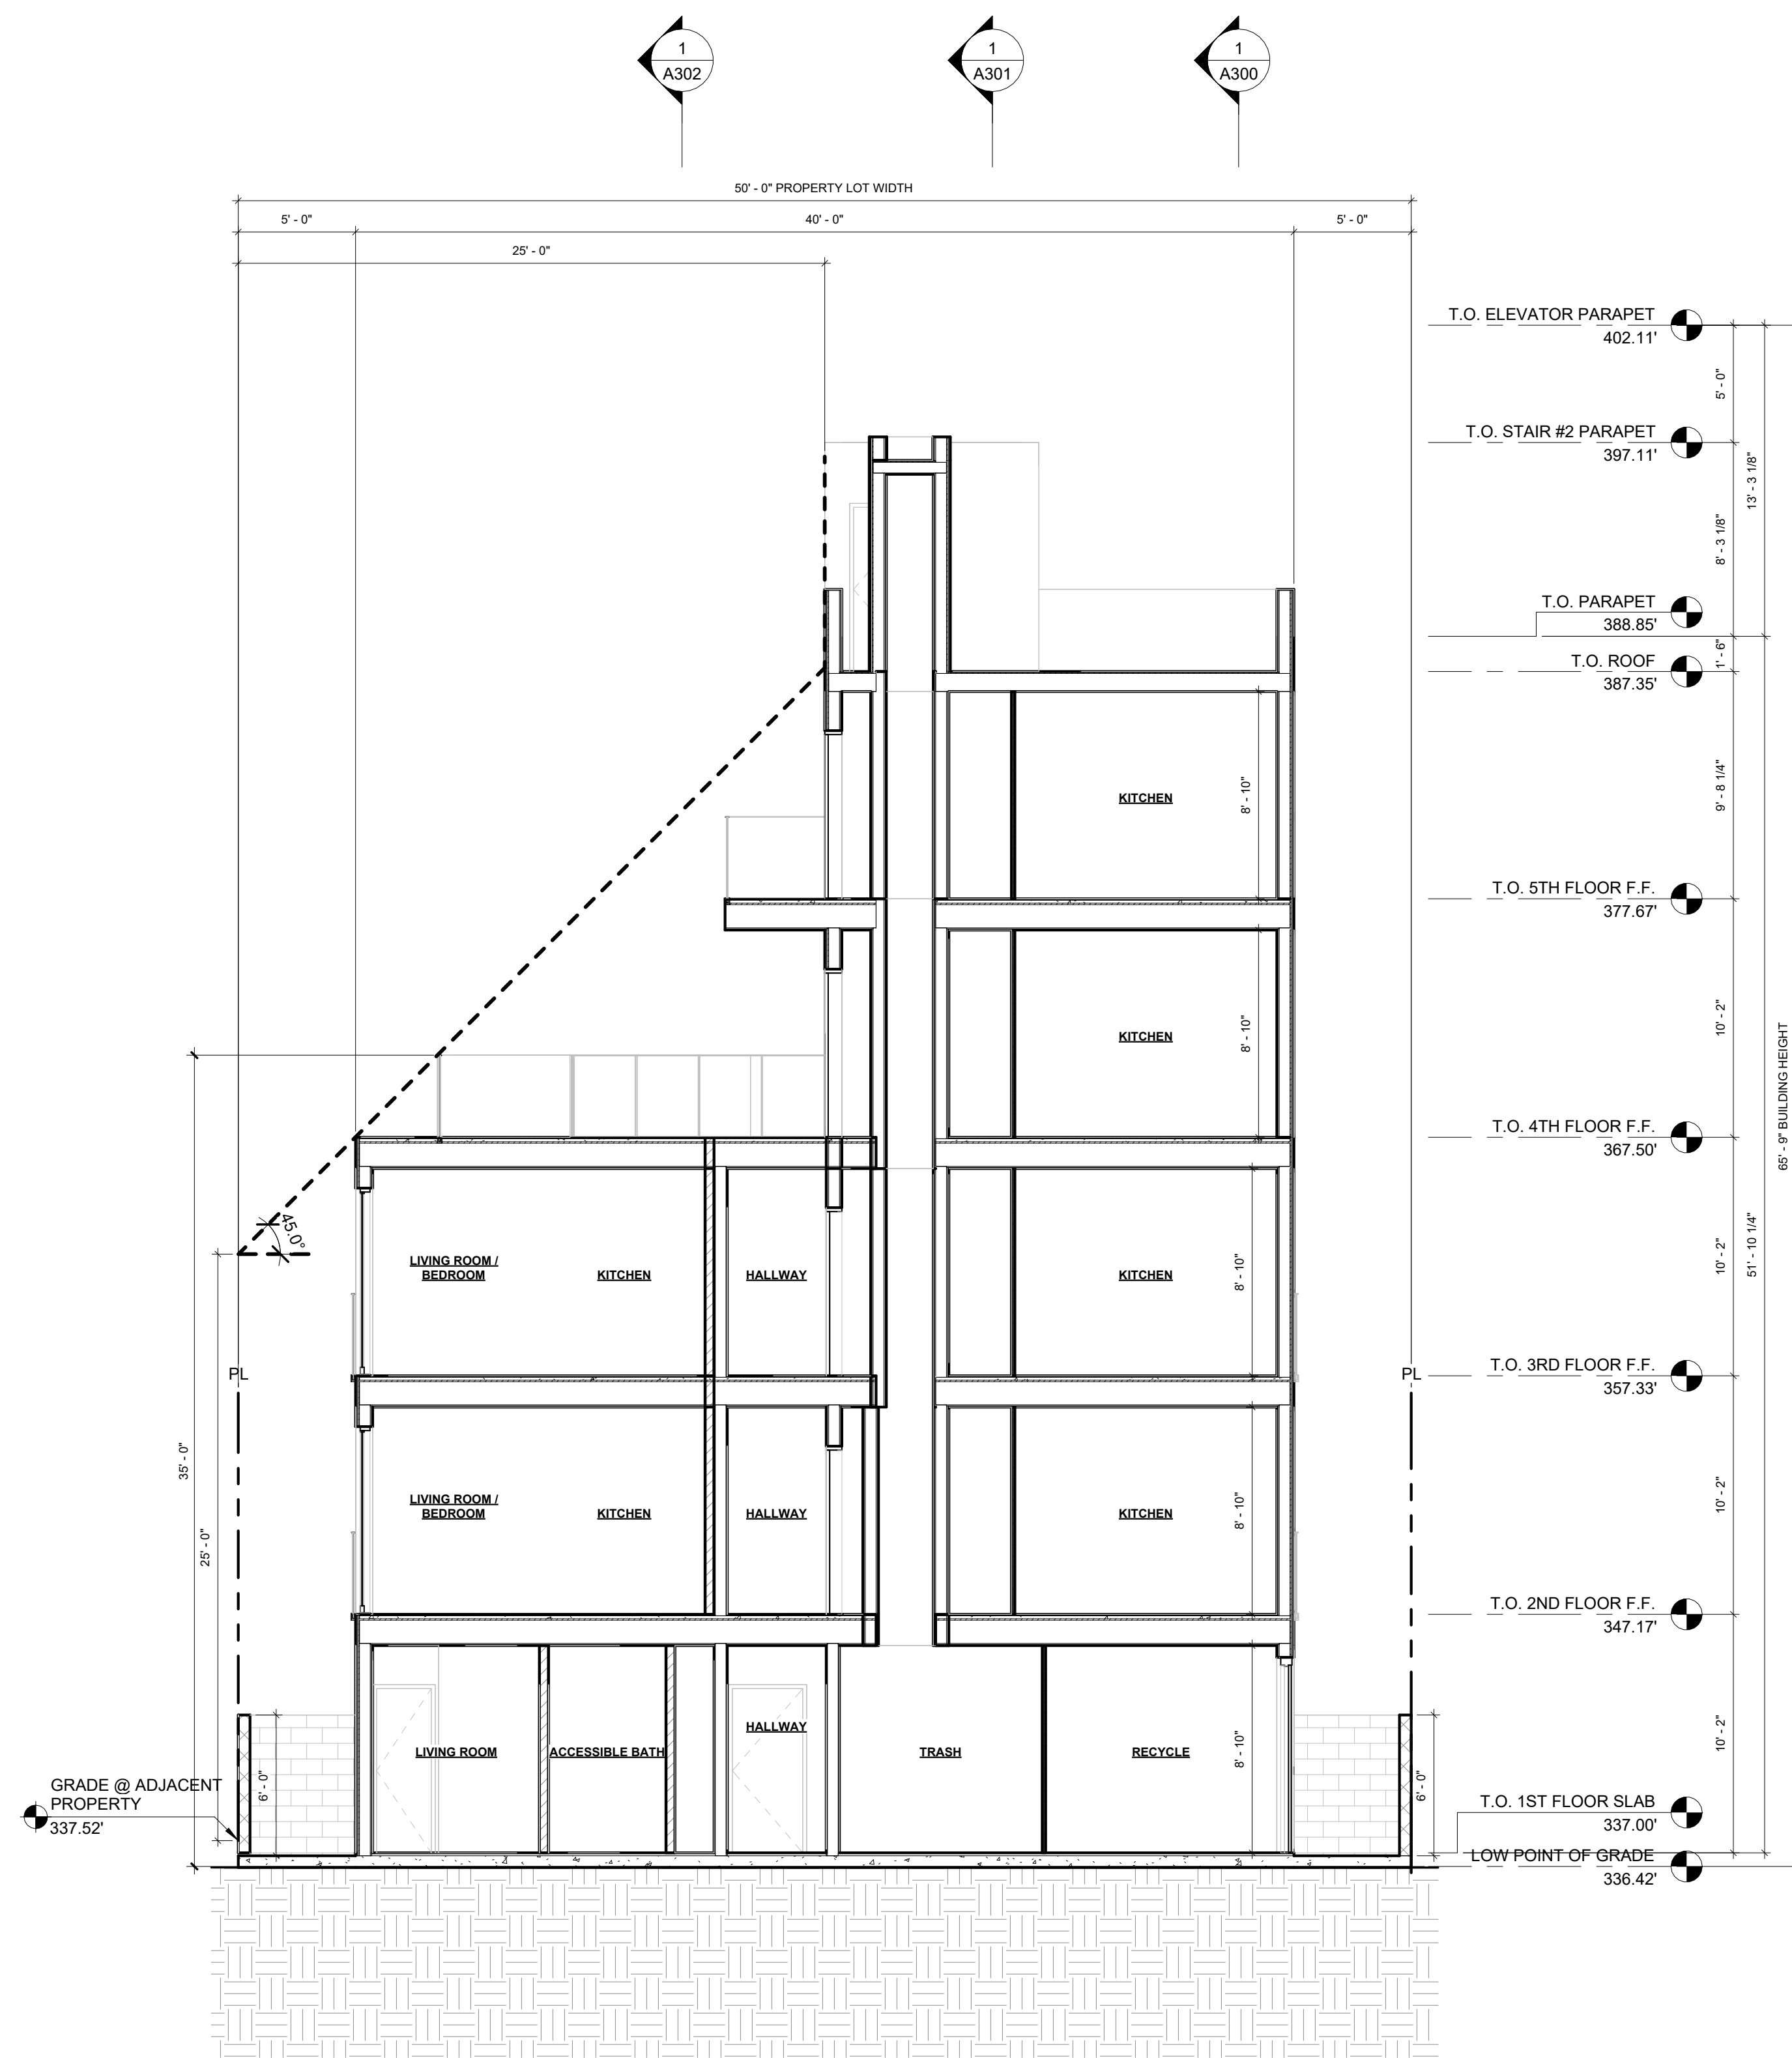 1
A302
1
A301
1
A300
50' - 0" PROPERTY LOT WIDTH
5' - 0"
40' - 0"
5' - 0"
25' - 0"
T.O. ELEVATOR PARAPET
402.11'
5' - 0"
T.O. STAIR #2 PARAPET
397.11'
13' - 3 1/8"
8' - 3 1/8"
T.O. PARAPET
388.85'
1' - 6"
T.O. ROOF
387.35'
KITCHEN
8' - 10"
9' - 8 1/4"
T.O. 5TH FLOOR F.F.
377.67'
KITCHEN
8' - 10"
10' - 2"
65' - 9" BUILDING HEIGHT
T.O. 4TH FLOOR F.F.
367.50'
45.0°
LIVING ROOM /
BEDROOM
KITCHEN
HALLWAY
KITCHEN
8' - 10"
10' - 2"
51' - 10 1/4"
PL
PL
T.O. 3RD FLOOR F.F.
357.33'
35' - 0"
25' - 0"
LIVING ROOM /
BEDROOM
KITCHEN
HALLWAY
KITCHEN
8' - 10"
10' - 2"
T.O. 2ND FLOOR F.F.
347.17'
HALLWAY
LIVING ROOM
ACCESSIBLE BATH
TRASH
RECYCLE
8' - 10"
10' - 2"
6' - 0"
6' - 0"
GRADE @ ADJACENT
PROPERTY
337.52'
T.O. 1ST FLOOR SLAB
337.00'
LOW POINT OF GRADE
336.42'